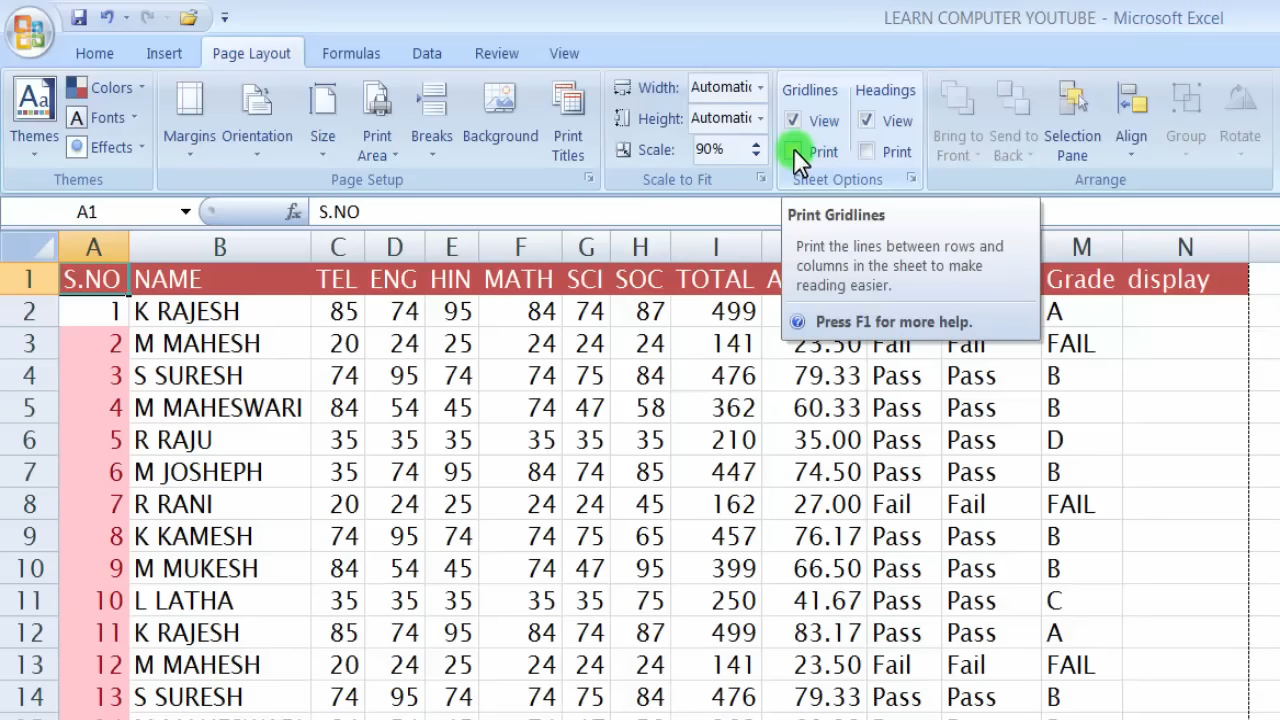 LEARN COMPUTER YOUTUBE - Microsoft Excel
Home Insert Page Layout Formulas Data Review View
Aa Themes Colors Fonts Effects Themes
Margins Orientation Size Print Area Breaks Background Print Titles Page Setup
Width: Automatic Height: Automatic Scale: 90% Scale to Fit
Gridlines View Print Headings View Print Sheet Options
Bring to Front Send to Back Selection Pane Align Group Rotate Arrange
A1 fx S.NO
Print Gridlines
Print the lines between rows and
columns in the sheet to make
reading easier.
Press F1 for more help.
A B C D E F G H I M N
1 S.NO NAME TEL ENG HIN MATH SCI SOC TOTAL Grade display
2 1 K RAJESH 85 74 95 84 74 87 499 A
3 2 M MAHESH 20 24 25 24 24 24 141 23.50 Fail Fail FAIL
4 3 S SURESH 74 95 74 74 75 84 476 79.33 Pass Pass B
5 4 M MAHESWARI 84 54 45 74 47 58 362 60.33 Pass Pass B
6 5 R RAJU 35 35 35 35 35 35 210 35.00 Pass Pass D
7 6 M JOSHEPH 35 74 95 84 74 85 447 74.50 Pass Pass B
8 7 R RANI 20 24 25 24 24 45 162 27.00 Fail Fail FAIL
9 8 K KAMESH 74 95 74 74 75 65 457 76.17 Pass Pass B
10 9 M MUKESH 84 54 45 74 47 95 399 66.50 Pass Pass B
11 10 L LATHA 35 35 35 35 35 75 250 41.67 Pass Pass C
12 11 K RAJESH 85 74 95 84 74 87 499 83.17 Pass Pass A
13 12 M MAHESH 20 24 25 24 24 24 141 23.50 Fail Fail FAIL
14 13 S SURESH 74 95 74 74 75 84 476 79.33 Pass Pass B